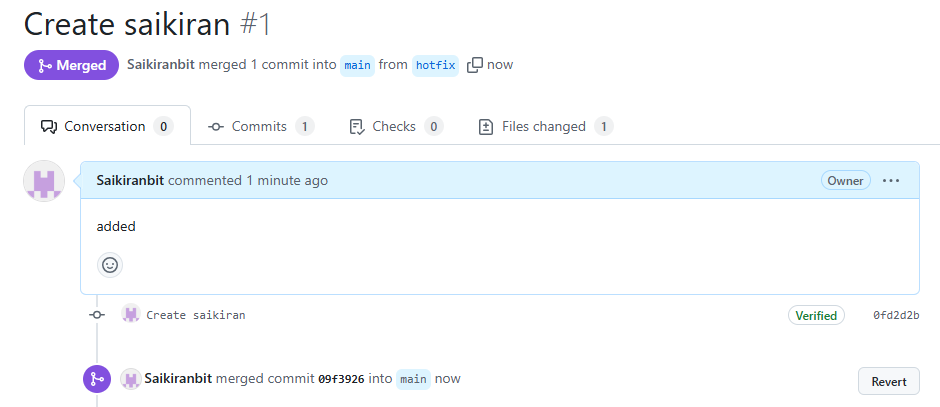 Create saikiran #1
Merged Saikiranbit merged 1 commit into main from hotfix now
Conversation 0 Commits 1 Checks 0 Files changed 1
Saikiranbit commented 1 minute ago Owner
added
Create saikiran Verified 0fd2d2b
Saikiranbit merged commit 09f3926 into main now Revert